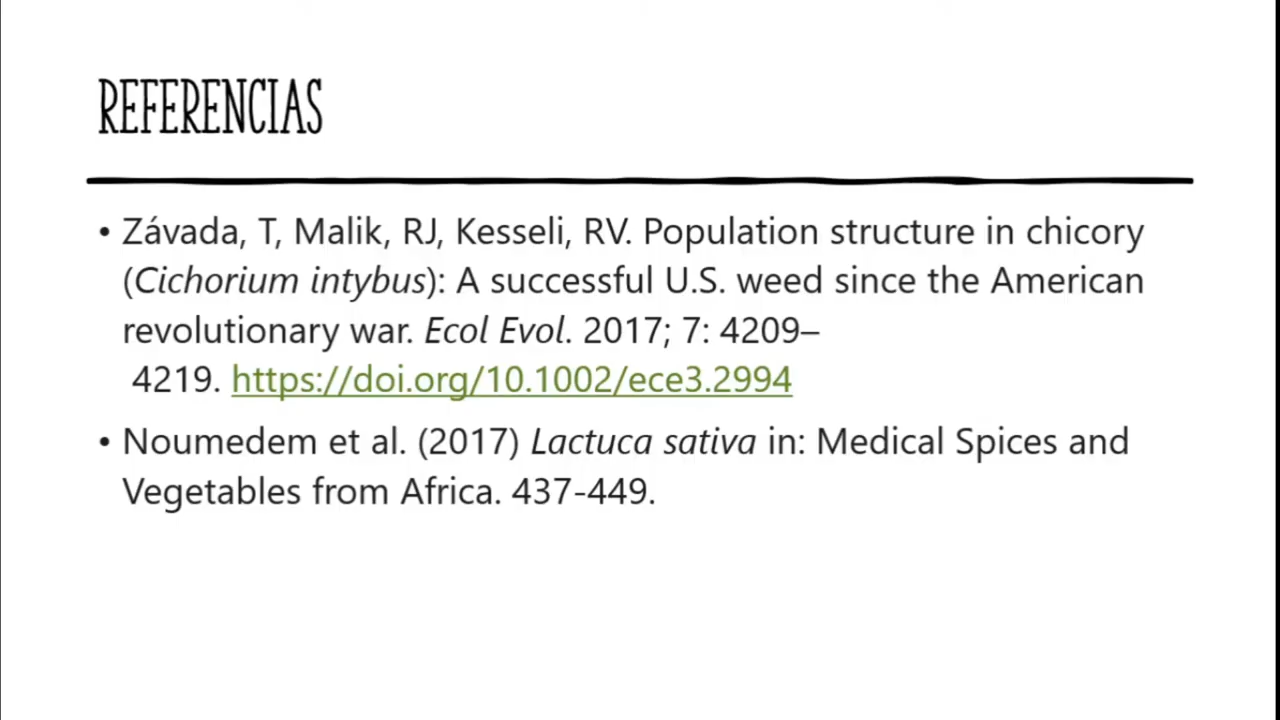 REFERENCIAS
• Závada, T, Malik, RJ, Kesseli, RV. Population structure in chicory
(Cichorium intybus): A successful U.S. weed since the American
revolutionary war. Ecol Evol. 2017; 7: 4209–
4219. https://doi.org/10.1002/ece3.2994
• Noumedem et al. (2017) Lactuca sativa in: Medical Spices and
Vegetables from Africa. 437-449.